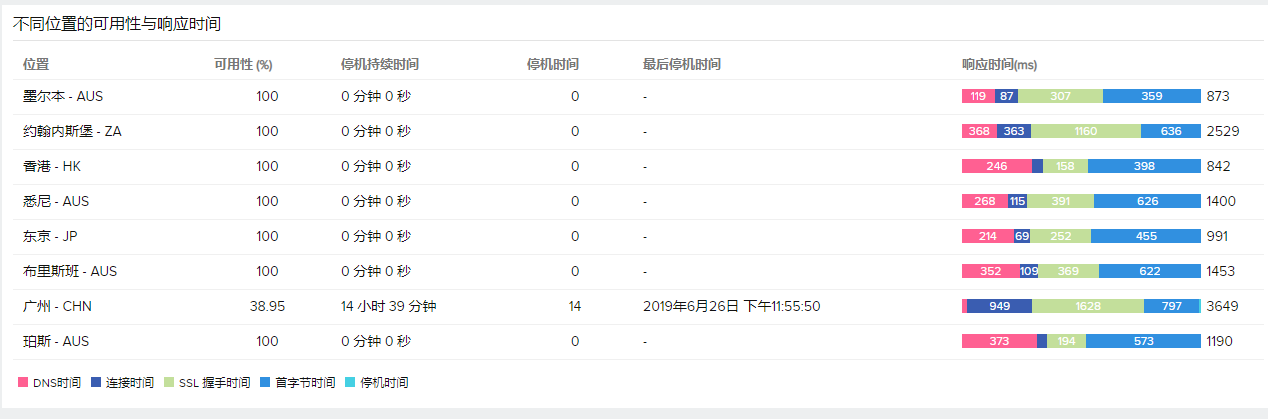 不同位置的可用性与响应时间
位置 可用性 (%) 停机持续时间 停机时间 最后停机时间 响应时间(ms)
墨尔本 - AUS 100 0 分钟 0 秒 0 - 119 87 307 359 873
约翰内斯堡 - ZA 100 0 分钟 0 秒 0 - 368 363 1160 636 2529
香港 - HK 100 0 分钟 0 秒 0 - 246 158 398 842
悉尼 - AUS 100 0 分钟 0 秒 0 - 268 115 391 626 1400
东京 - JP 100 0 分钟 0 秒 0 - 214 69 252 455 991
布里斯班 - AUS 100 0 分钟 0 秒 0 - 352 109 369 622 1453
广州 - CHN 38.95 14 小时 39 分钟 14 2019年6月26日 下午11:55:50 949 1628 797 3649
珀斯 - AUS 100 0 分钟 0 秒 0 - 373 194 573 1190
DNS时间 连接时间 SSL 握手时间 首字节时间 停机时间